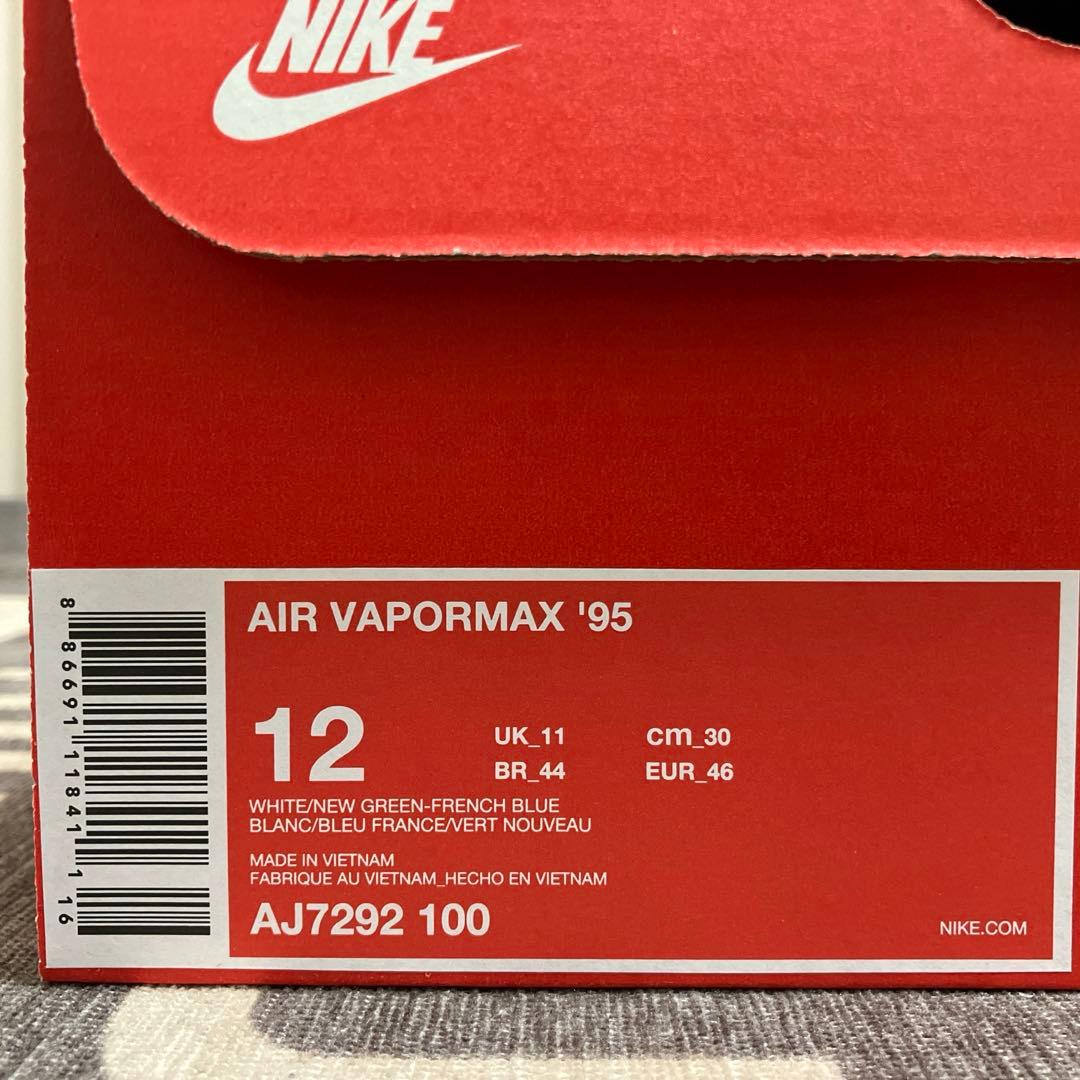 NIKE
AIR VAPORMAX '95
12
UK_11
cm_30
BR_44
EUR_46
WHITE/NEW GREEN-FRENCH BLUE
BLANC/BLEU FRANCE/VERT NOUVEAU
MADE IN VIETNAM
FABRIQUE AU VIETNAM_HECHO EN VIETNAM
AJ7292 100
NIKE.COM
8 86691 11841 1 16